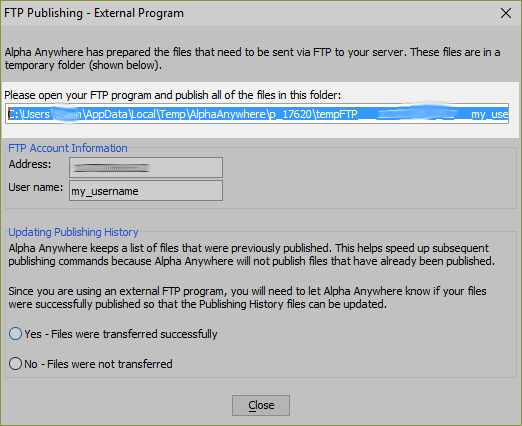 FTP Publishing - External Program
Alpha Anywhere has prepared the files that need to be sent via FTP to your server. These files are in a
temporary folder (shown below).
Please open your FTP program and publish all of the files in this folder:
C:\Users\ \AppData\Local\Temp\AlphaAnywhere\p_17620\tempFTP_ my_use
FTP Account Information
Address:
User name: my_username
Updating Publishing History
Alpha Anywhere keeps a list of files that were previously published. This helps speed up subsequent
publishing commands because Alpha Anywhere will not publish files that have already been published.
Since you are using an external FTP program, you will need to let Alpha Anywhere know if your files
were successfully published so that the Publishing History files can be updated.
Yes - Files were transferred successfully
No - Files were not transferred
Close